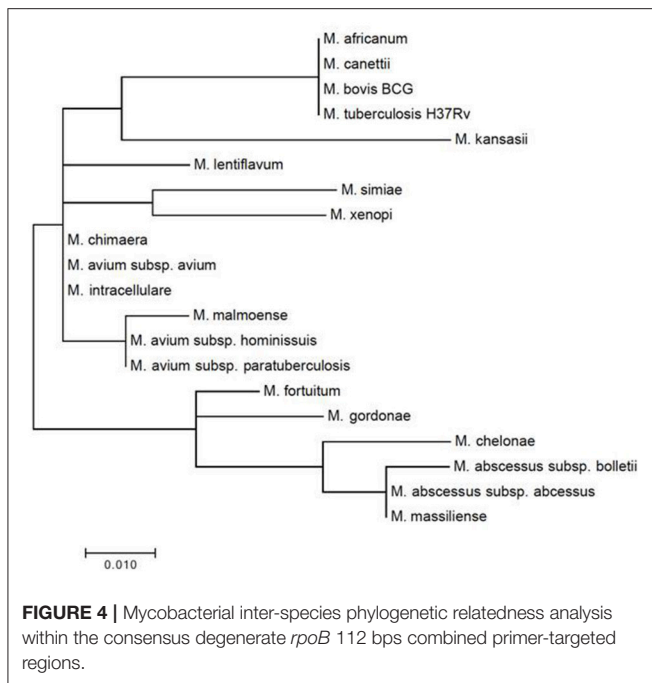 M. africanum
M. canettii
M. bovis BCG
M. tuberculosis H37Rv
M. kansasii
M. lentiflavum
M. simiae
M. xenopi
M. chimaera
M. avium subsp. avium
M. intracellulare
M. malmoense
M. avium subsp. hominissuis
M. avium subsp. paratuberculosis
M. fortuitum
M. gordonae
M. chelonae
M. abscessus subsp. bolletii
M. abscessus subsp. abcessus
M. massiliense
0.010
FIGURE 4 | Mycobacterial inter-species phylogenetic relatedness analysis
within the consensus degenerate rpoB 112 bps combined primer-targeted
regions.